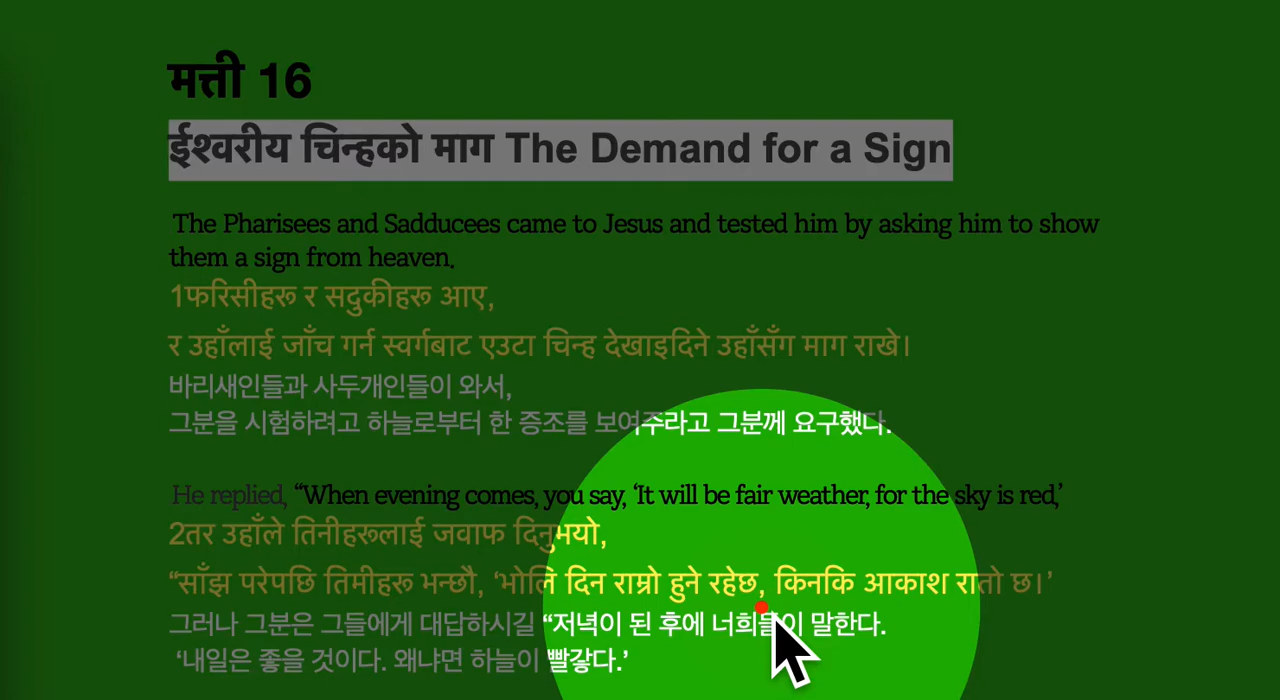 मत्ती 16
ईश्वरीय चिन्हको माग The Demand for a Sign
The Pharisees and Sadducees came to Jesus and tested him by asking him to show
them a sign from heaven.
1फरिसीहरू र सदुकीहरू आए,
र उहाँलाई जाँच गर्न स्वर्गबाट एउटा चिन्ह देखाइदिने उहाँसँग माग राखे।
바리새인들과 사두개인들이 와서,
그분을 시험하려고 하늘로부터 한 증조를 보여주라고 그분께 요구했다.
He replied, “When evening comes, you say, ‘It will be fair weather, for the sky is red,’
2तर उहाँले तिनीहरूलाई जवाफ दिनुभयो,
“साँझ परेपछि तिमीहरू भन्छौ, ‘भोलि दिन राम्रो हुने रहेछ, किनकि आकाश रातो छ।’
그러나 그분은 그들에게 대답하시길 “저녁이 된 후에 너희들이 말한다.
‘내일은 좋을 것이다. 왜냐면 하늘이 빨갛다.’